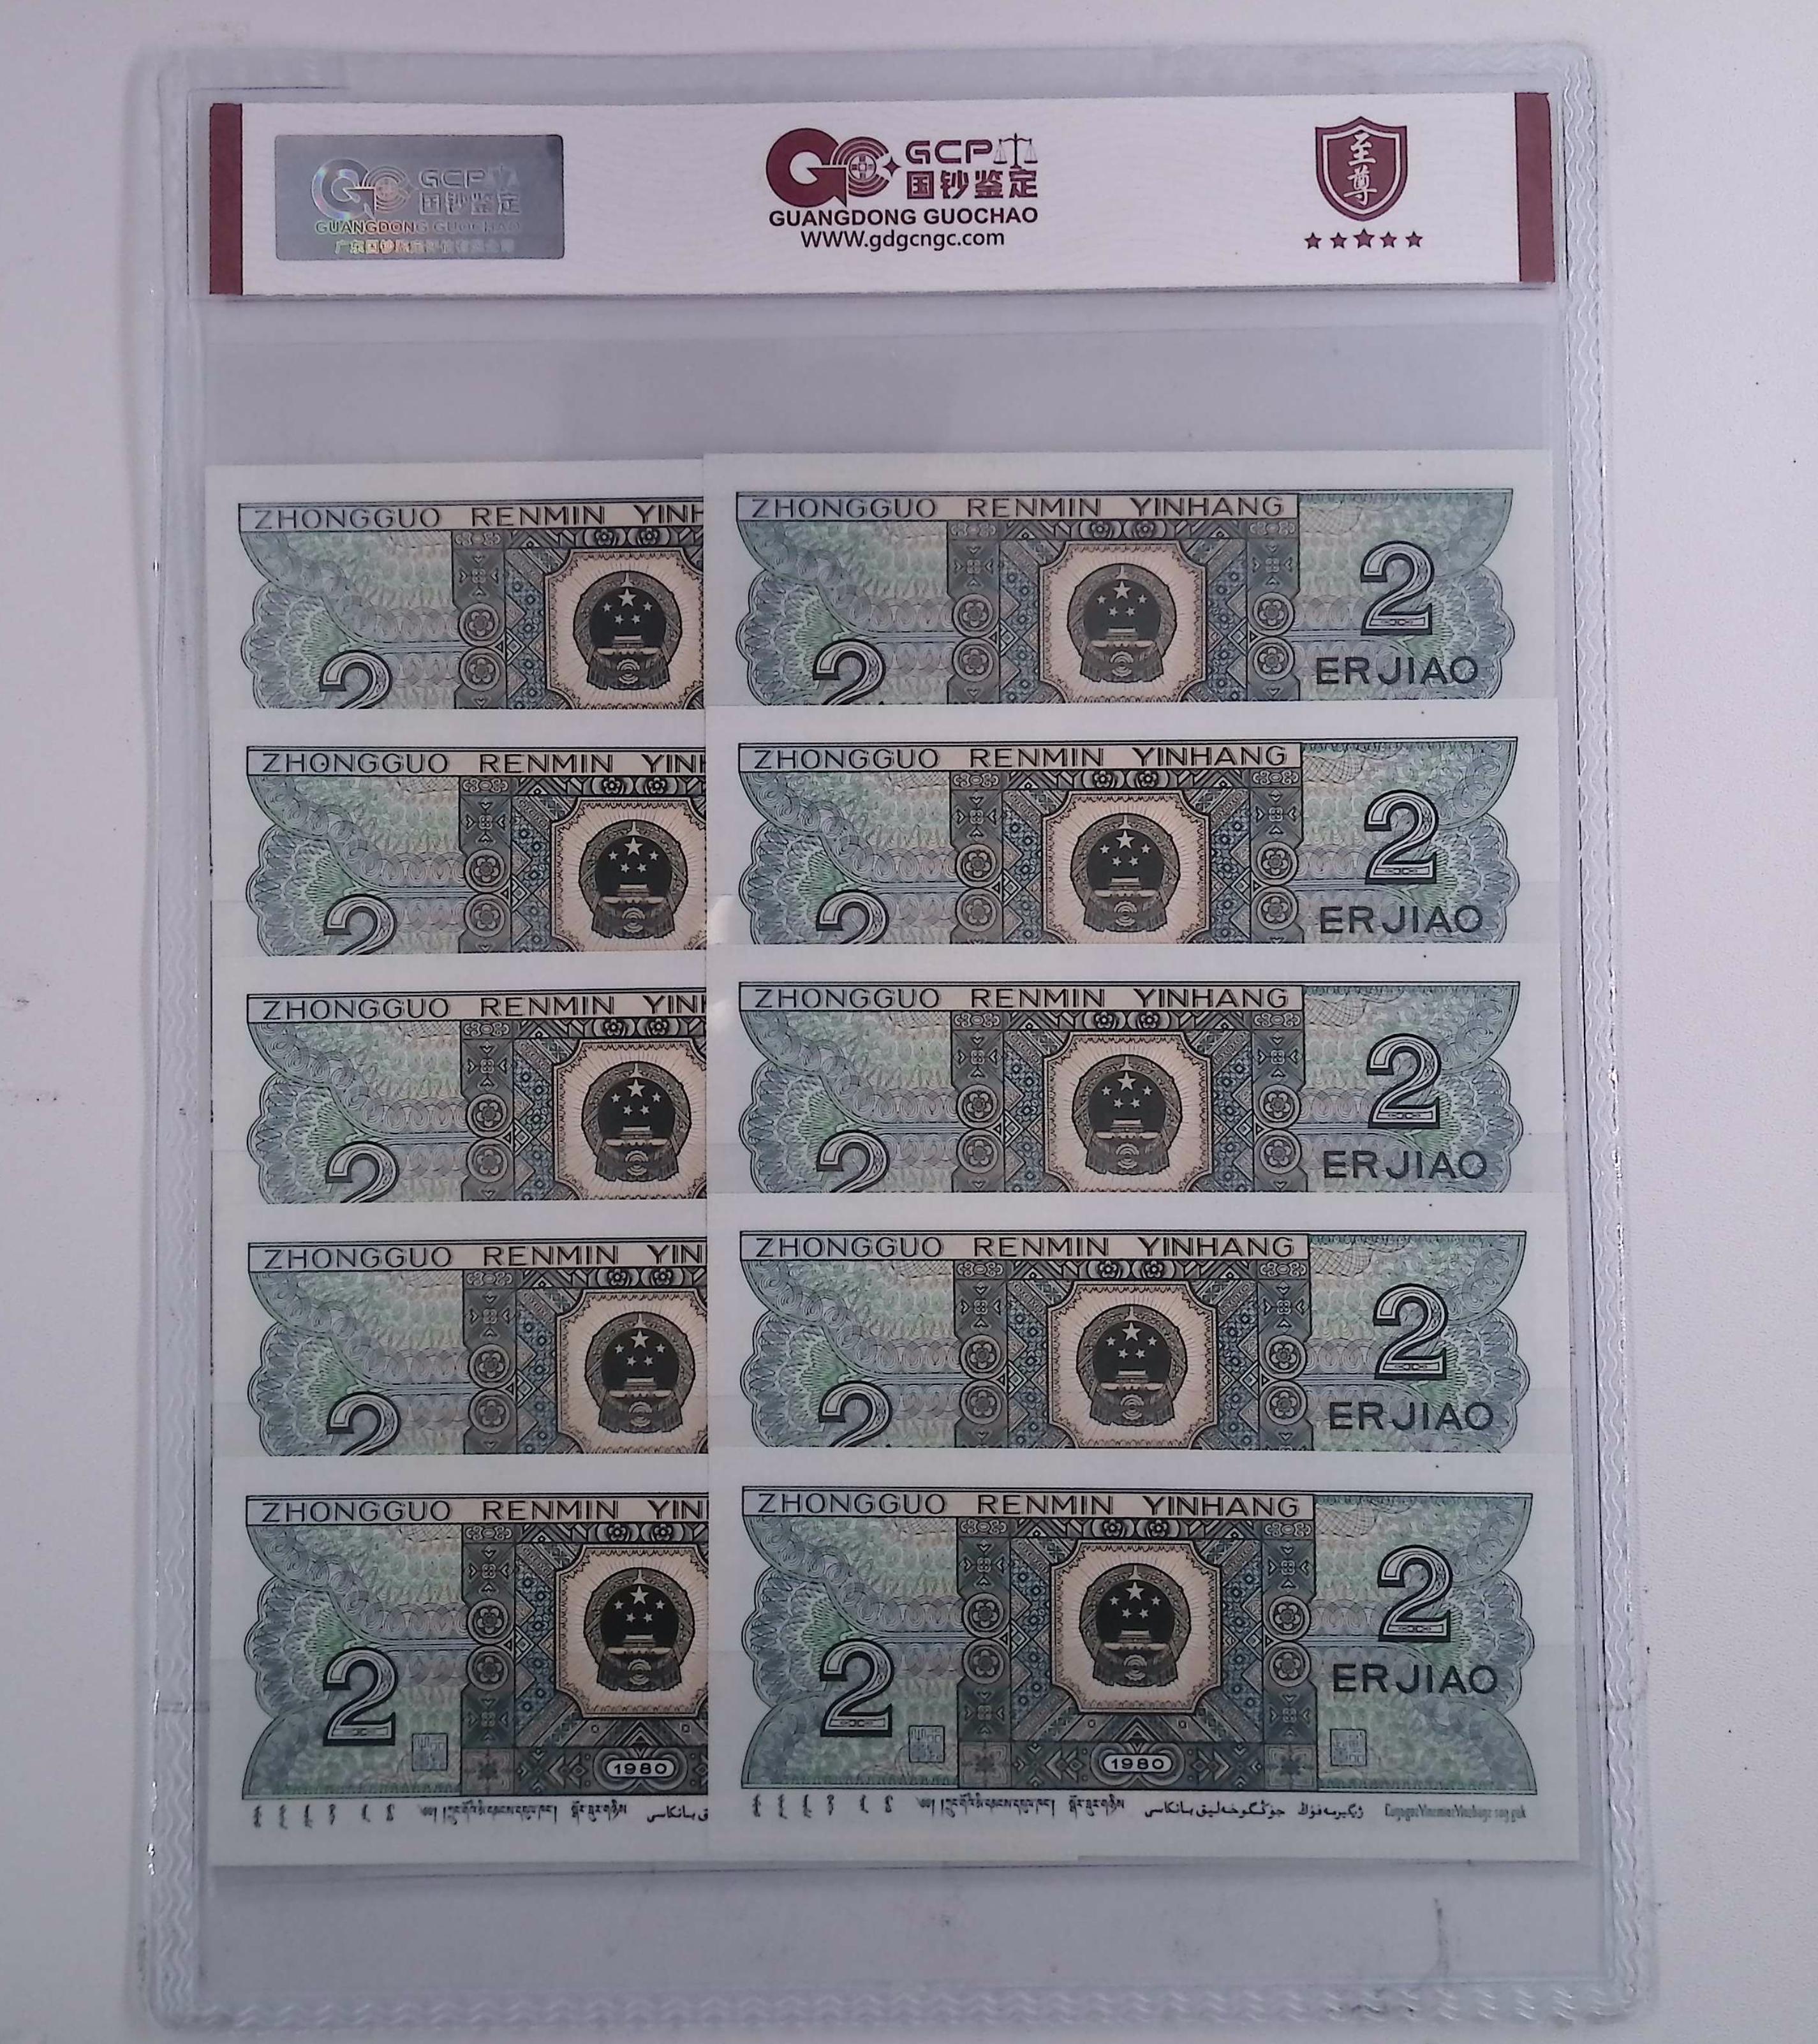 GCP
国钞鉴定
GUANGDONG GUOCHAO
GCP
国钞鉴定
GUANGDONG GUOCHAO
WWW.gdgcngc.com
至尊
ZHONGGUO RENMIN YINH
2
ZHONGGUO RENMIN YINHANG
2
ERJIAO
2
ZHONGGUO RENMIN YINH
2
ZHONGGUO RENMIN YINHANG
2
ERJIAO
2
ZHONGGUO RENMIN YINH
2
ZHONGGUO RENMIN YINHANG
2
ERJIAO
2
ZHONGGUO RENMIN YIN
2
ZHONGGUO RENMIN YINHANG
2
ERJIAO
2
ZHONGGUO RENMIN YIN
2
1980
ZHONGGUO RENMIN YINHANG
2
ERJIAO
2
1980